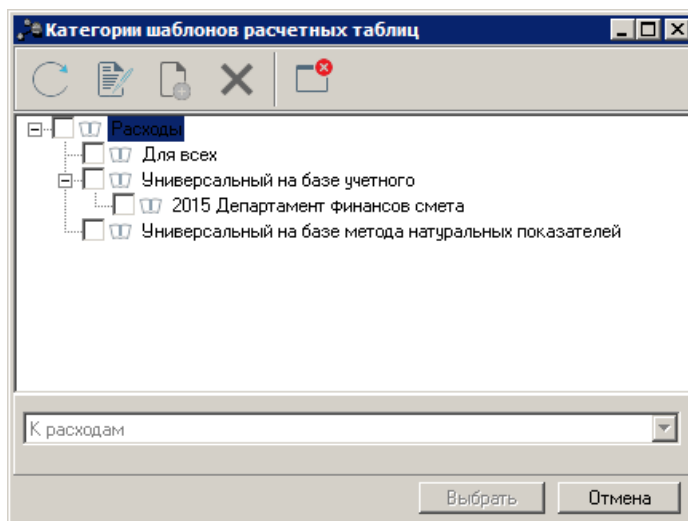 Категории шаблонов расчетных таблиц
Расходы
Для всех
Универсальный на базе учетного
2015 Департамент финансов смета
Универсальный на базе метода натуральных показателей
К расходам
Выбрать
Отмена